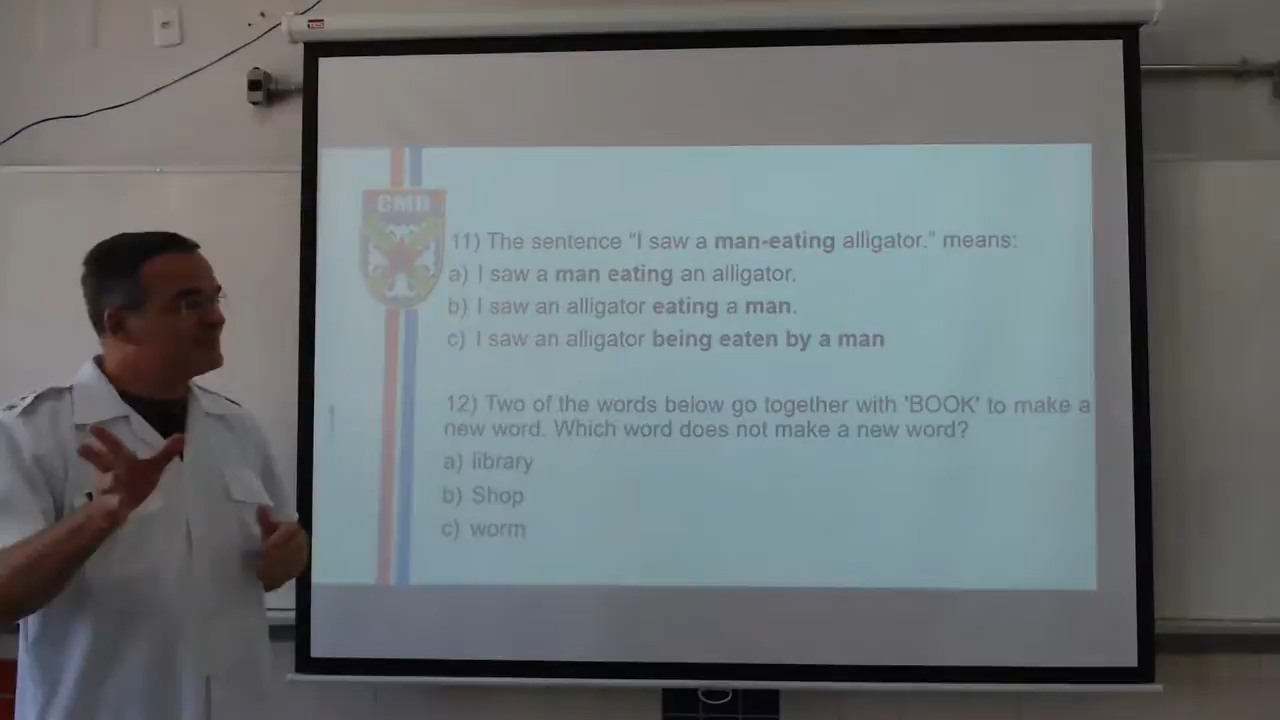 CMB
11) The sentence “I saw a man-eating alligator.” means:
a) I saw a man eating an alligator.
b) I saw an alligator eating a man.
c) I saw an alligator being eaten by a man
12) Two of the words below go together with 'BOOK' to make a
new word. Which word does not make a new word?
a) library
b) Shop
c) worm